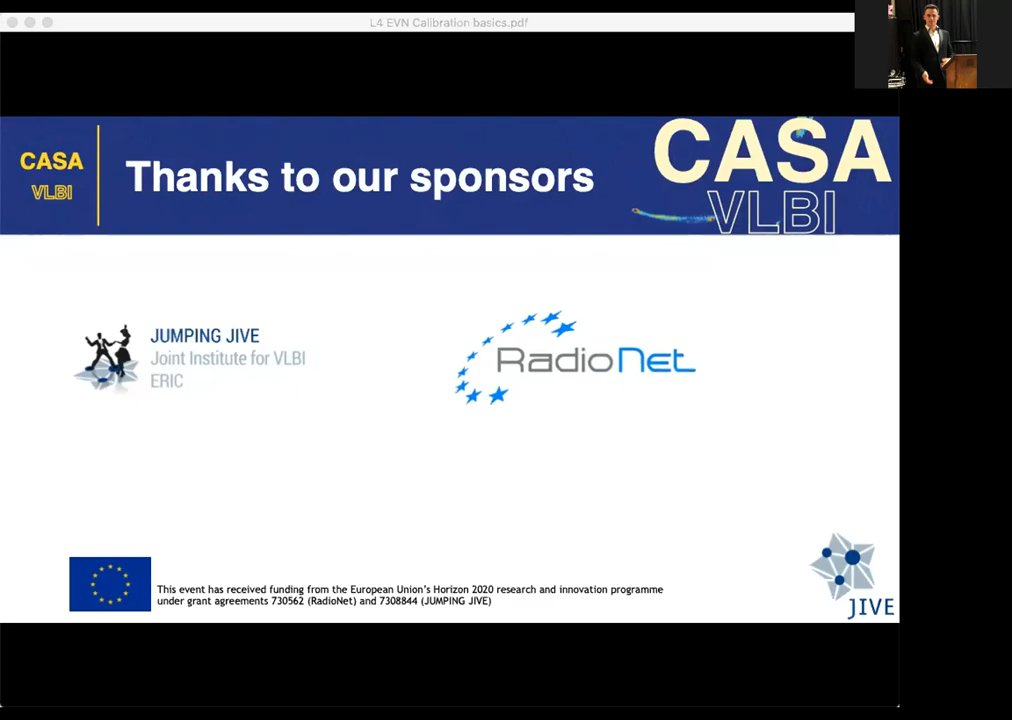 L4 EVN Calibration basics.pdf
CASA
VLBI
Thanks to our sponsors
CASA
VLBI
JUMPING JIVE
Joint Institute for VLBI
ERIC
RadioNet
This event has received funding from the European Union's Horizon 2020 research and innovation programme
under grant agreements 730562 (RadioNet) and 7308844 (JUMPING JIVE)
JIVE